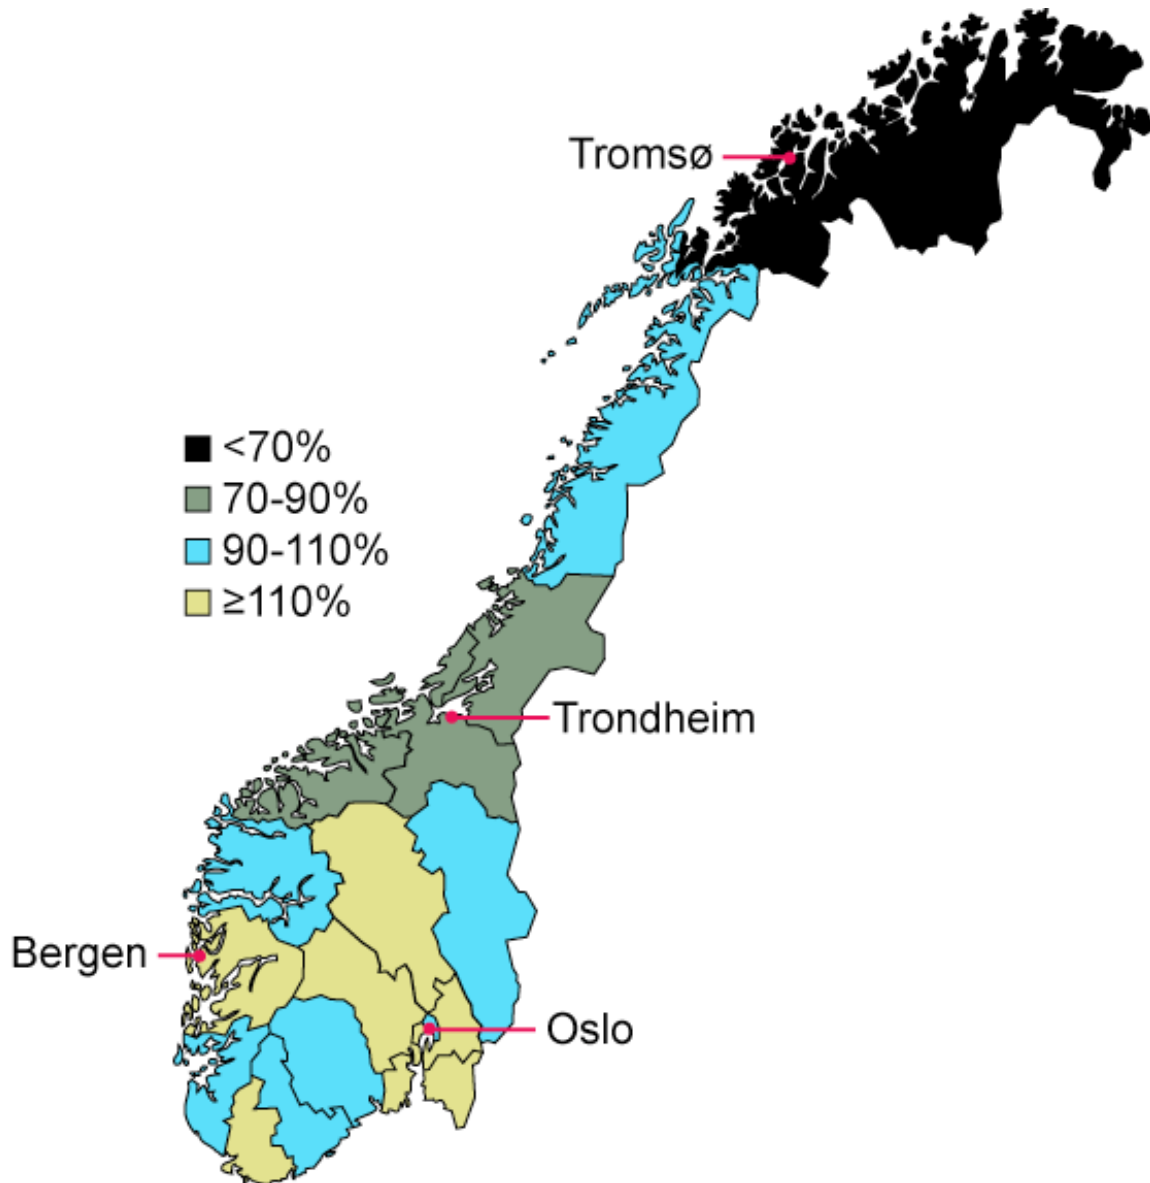 Tromsø
<70%
70-90%
90-110%
≥110%
Trondheim
Bergen
Oslo